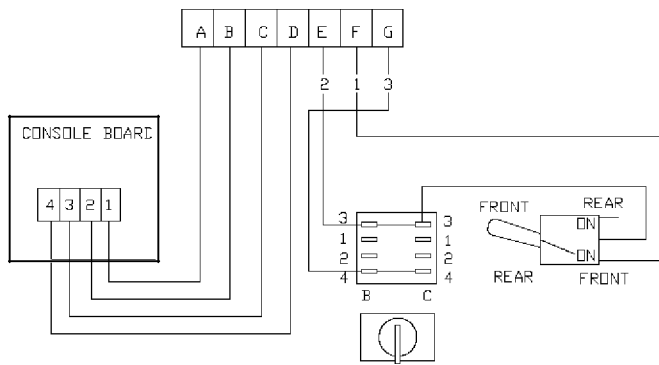 A B C D E F G
2 1 3
CONSOLE BOARD
4 3 2 1
3 3
1 1
2 2
4 4
B C
FRONT
REAR
ON
ON
REAR
FRONT